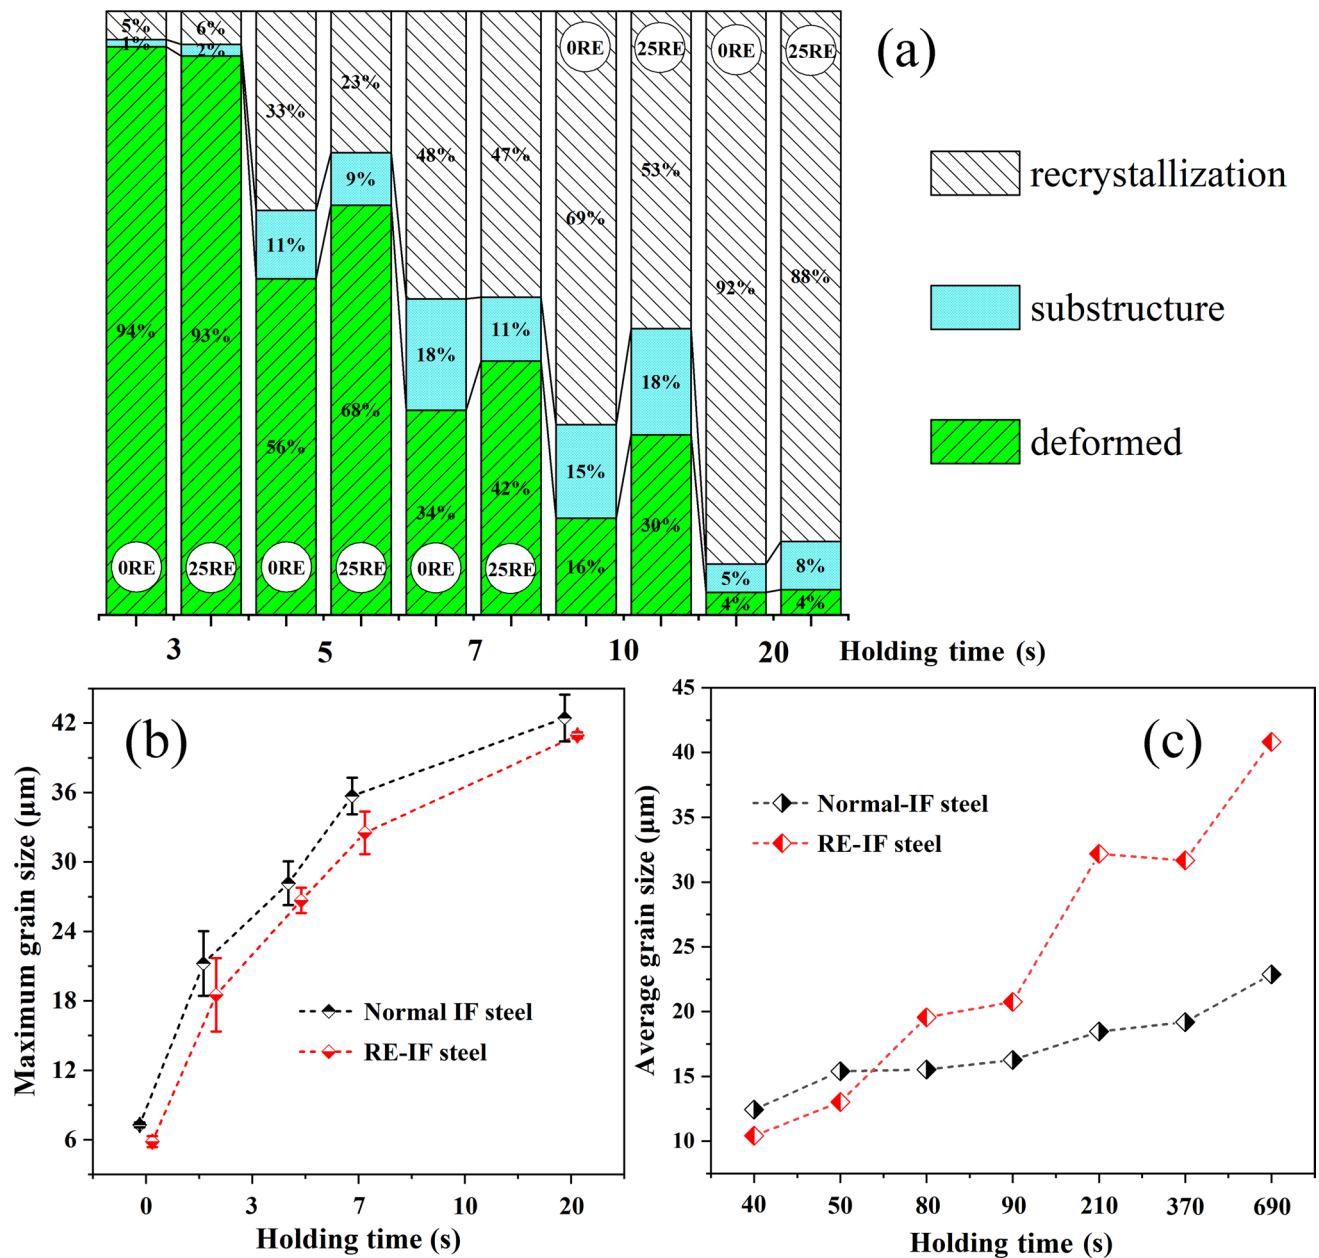 5% 6%
1% 2%
33% 23% 48% 47% 69% 53% 92% 88%
0RE 25RE 0RE 25RE
(a)
11% 9% 18% 11% 15% 18% 5% 8%
94% 93% 56% 68% 34% 42% 16% 30% 4% 4%
0RE 25RE 0RE 25RE 0RE 25RE
3 5 7 10 20 Holding time (s)
recrystallization
substructure
deformed
(b)
Maximum grain size (μm)
42
36
30
24
18
12
6
Normal IF steel
RE-IF steel
0 3 7 10 20
Holding time (s)
(c)
Average grain size (μm)
45
40
35
30
25
20
15
10
Normal-IF steel
RE-IF steel
40 50 80 90 210 370 690
Holding time (s)